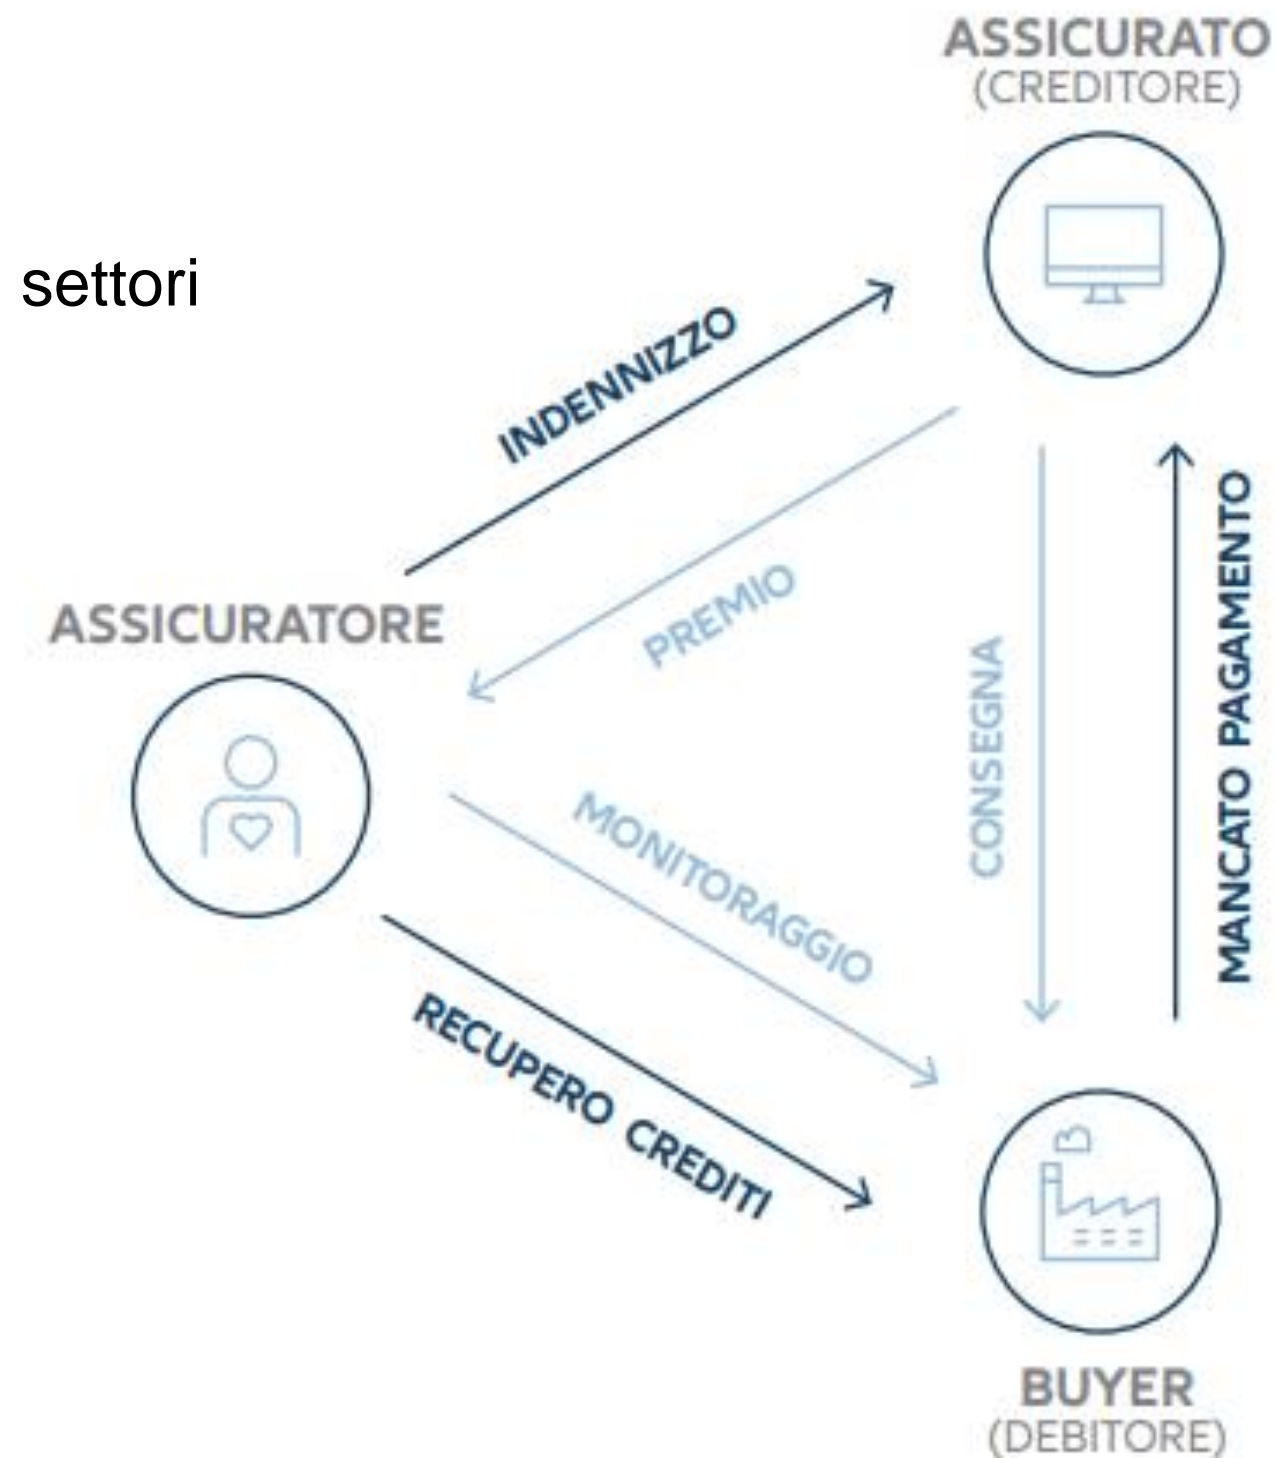 ASSICURATO
(CREDITORE)
settori
INDENNIZZO
PREMIO
ASSICURATORE
CONSEGNA
MANCATO PAGAMENTO
MONITORAGGIO
RECUPERO CREDITI
BUYER
(DEBITORE)